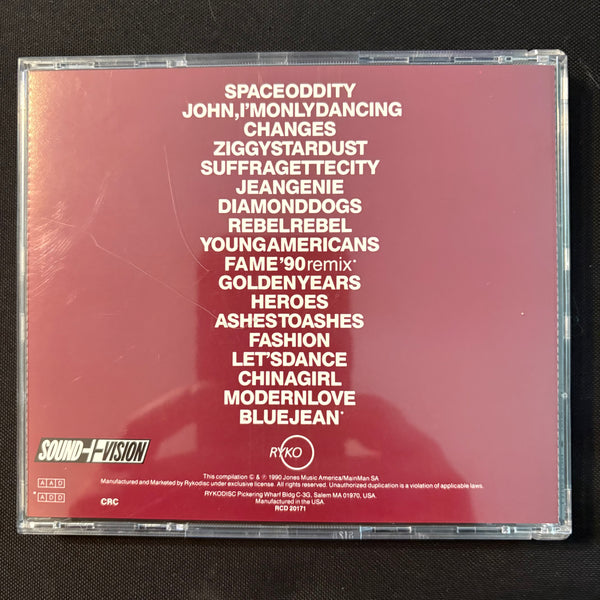 SPACEODDITY
JOHN,I'MONLYDANCING
CHANGES
ZIGGYSTARDUST
SUFFRAGETTECITY
JEANGENIE
DIAMONDDOGS
REBELREBEL
YOUNGAMERICANS
FAME'90remix*
GOLDENYEARS
HEROES
ASHESTOASHES
FASHION
LET'SDANCE
CHINAGIRL
MODERNLOVE
BLUEJEAN*
SOUND+VISION
RYKO
This compilation © & ℗ 1990 Jones Music America/MainMan SA
Manufactured and Marketed by Rykodisc under exclusive license. All rights reserved. Unauthorized duplication is a violation of applicable laws.
RYKODISC Pickering Wharf Bldg C-3G, Salem MA 01970, USA.
Manufactured in the USA
RCD 20171
AAD
*ADD
CRC